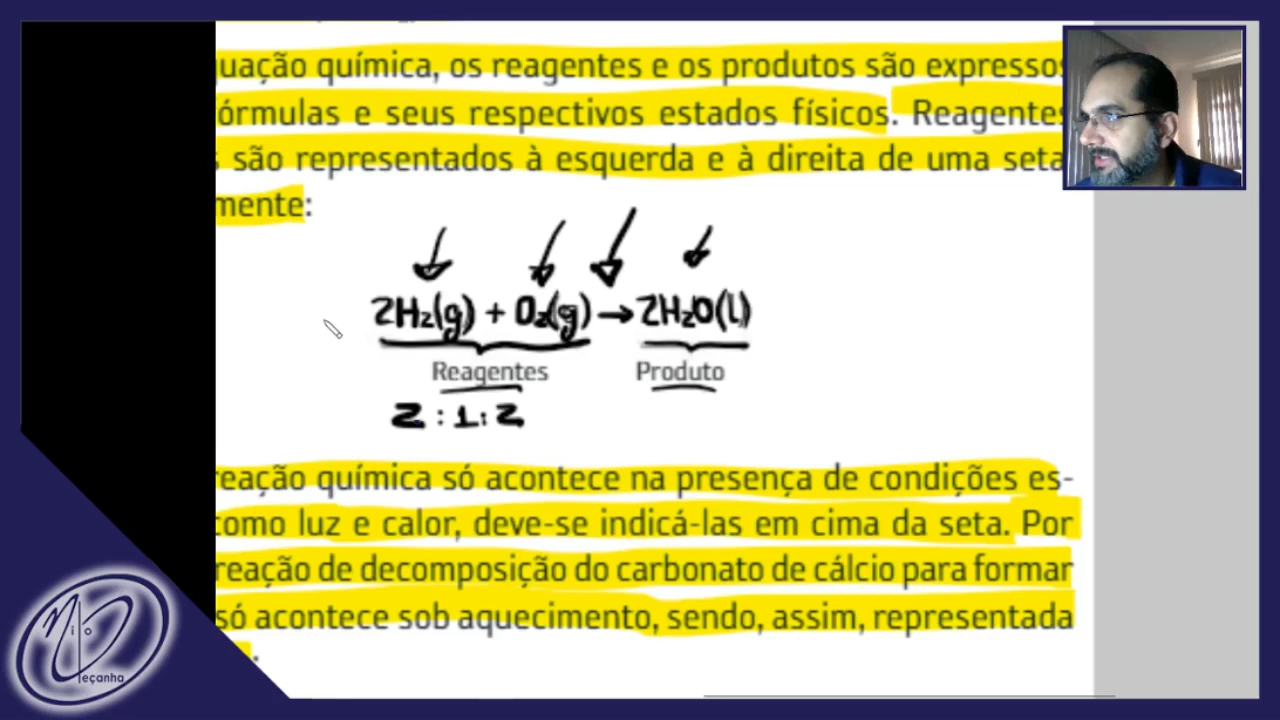 uação química, os reagentes e os produtos são expressos
órmulas e seus respectivos estados físicos. Reagentes
s são representados à esquerda e à direita de uma seta
mente:
2H₂(g) + O₂(g) → 2H₂O(l)
Reagentes Produto
2 : 1 : 2
reação química só acontece na presença de condições es-
como luz e calor, deve-se indicá-las em cima da seta. Por
reação de decomposição do carbonato de cálcio para formar
só acontece sob aquecimento, sendo, assim, representada
.
eçanha